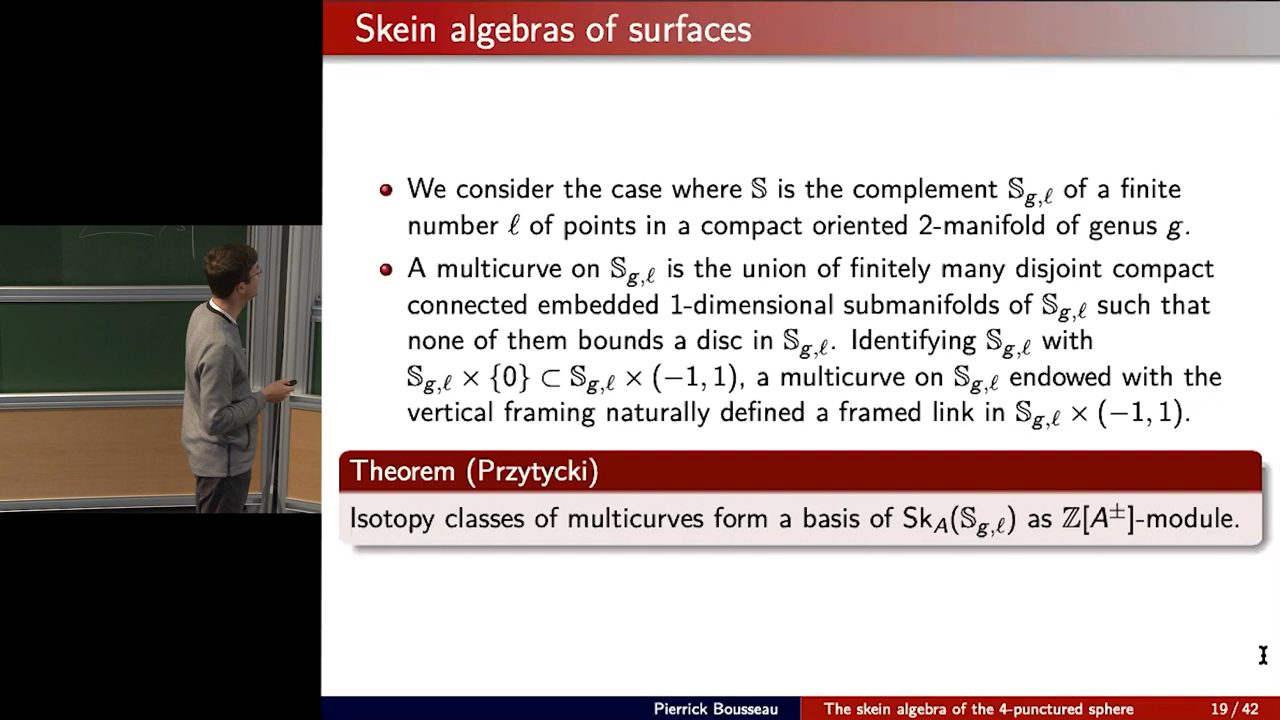 Skein algebras of surfaces
We consider the case where 𝕊 is the complement 𝕊_{g,ℓ} of a finite
number ℓ of points in a compact oriented 2-manifold of genus g.
A multicurve on 𝕊_{g,ℓ} is the union of finitely many disjoint compact
connected embedded 1-dimensional submanifolds of 𝕊_{g,ℓ} such that
none of them bounds a disc in 𝕊_{g,ℓ}. Identifying 𝕊_{g,ℓ} with
𝕊_{g,ℓ} × {0} ⊂ 𝕊_{g,ℓ} × (−1, 1), a multicurve on 𝕊_{g,ℓ} endowed with the
vertical framing naturally defined a framed link in 𝕊_{g,ℓ} × (−1, 1).
Theorem (Przytycki)
Isotopy classes of multicurves form a basis of Sk_A(𝕊_{g,ℓ}) as ℤ[A^±]-module.
Pierrick Bousseau
The skein algebra of the 4-punctured sphere
19 / 42